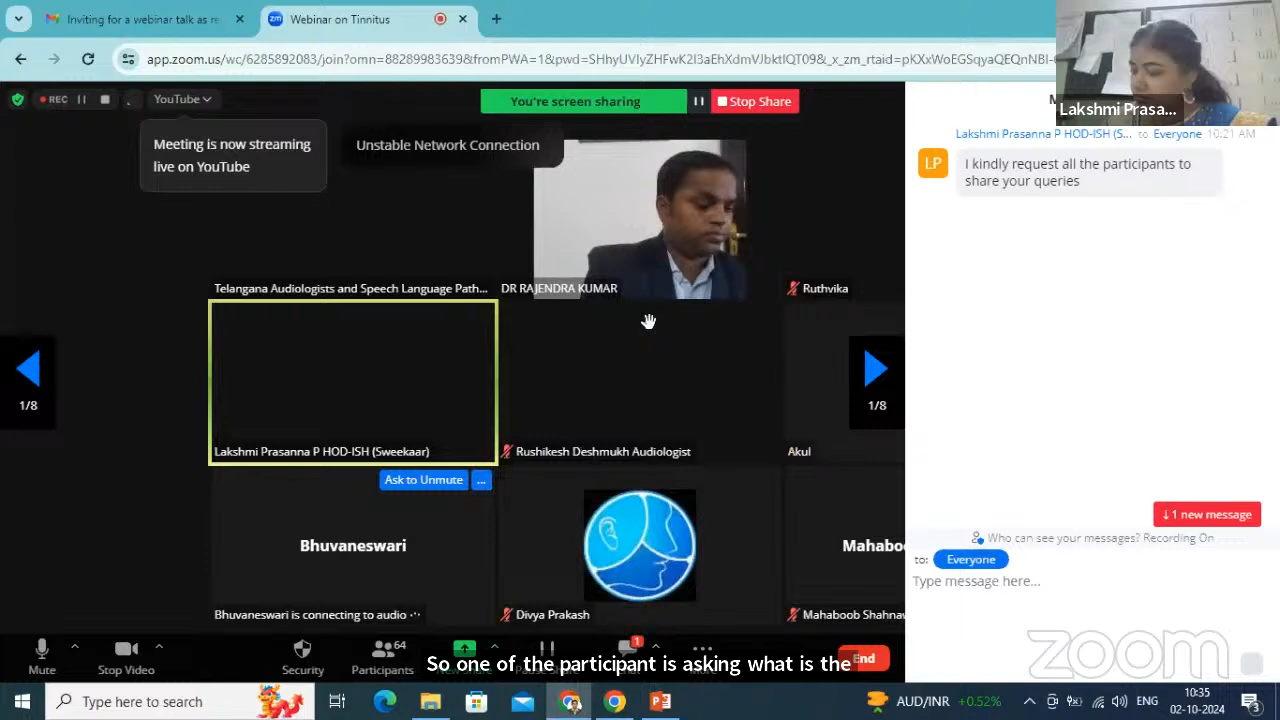 Inviting for a webinar talk as re
Webinar on Tinnitus
app.zoom.us/wc/6285892083/join?omn=88289983639&fromPWA=1&pwd=SHhyUVIyZHFwK2I3aEhXdmVJbktIQT09&_x_zm_rtaid=pKXxWoEGSqyaQEQnNBI-
Lakshmi Prasa...
REC
YouTube
You're screen sharing
Stop Share
Meeting is now streaming
live on YouTube
Unstable Network Connection
Lakshmi Prasanna P HOD-ISH (S... to Everyone 10:21 AM
LP
I kindly request all the participants to
share your queries
Telangana Audiologists and Speech Language Path...
DR RAJENDRA KUMAR
Ruthvika
1/8
1/8
Lakshmi Prasanna P HOD-ISH (Sweekaar)
Rushikesh Deshmukh Audiologist
Akul
Ask to Unmute
...
Bhuvaneswari
Mahaboo
Bhuvaneswari is connecting to audio
Divya Prakash
Mahaboob Shahnaw
1 new message
Who can see your messages? Recording On
to: Everyone
Type message here...
zoom
64
1
Mute
Stop Video
Security
Participants
So one of the participant is asking what is the
End
Type here to search
AUD/INR +0.52%
ENG
10:35
02-10-2024
3